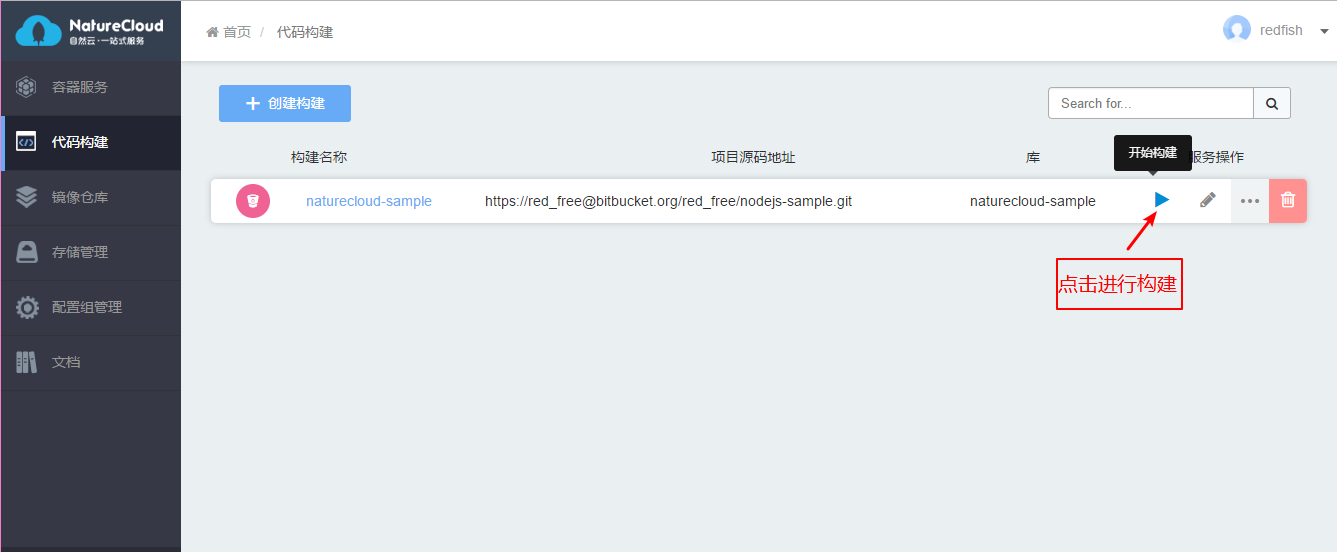 NatureCloud
自然云·一站式服务
首页 / 代码构建
redfish
容器服务
代码构建
镜像仓库
存储管理
配置组管理
文档
+ 创建构建
Search for...
开始构建
构建名称 项目源码地址 库 服务操作
naturecloud-sample https://red_free@bitbucket.org/red_free/nodejs-sample.git naturecloud-sample
点击进行构建